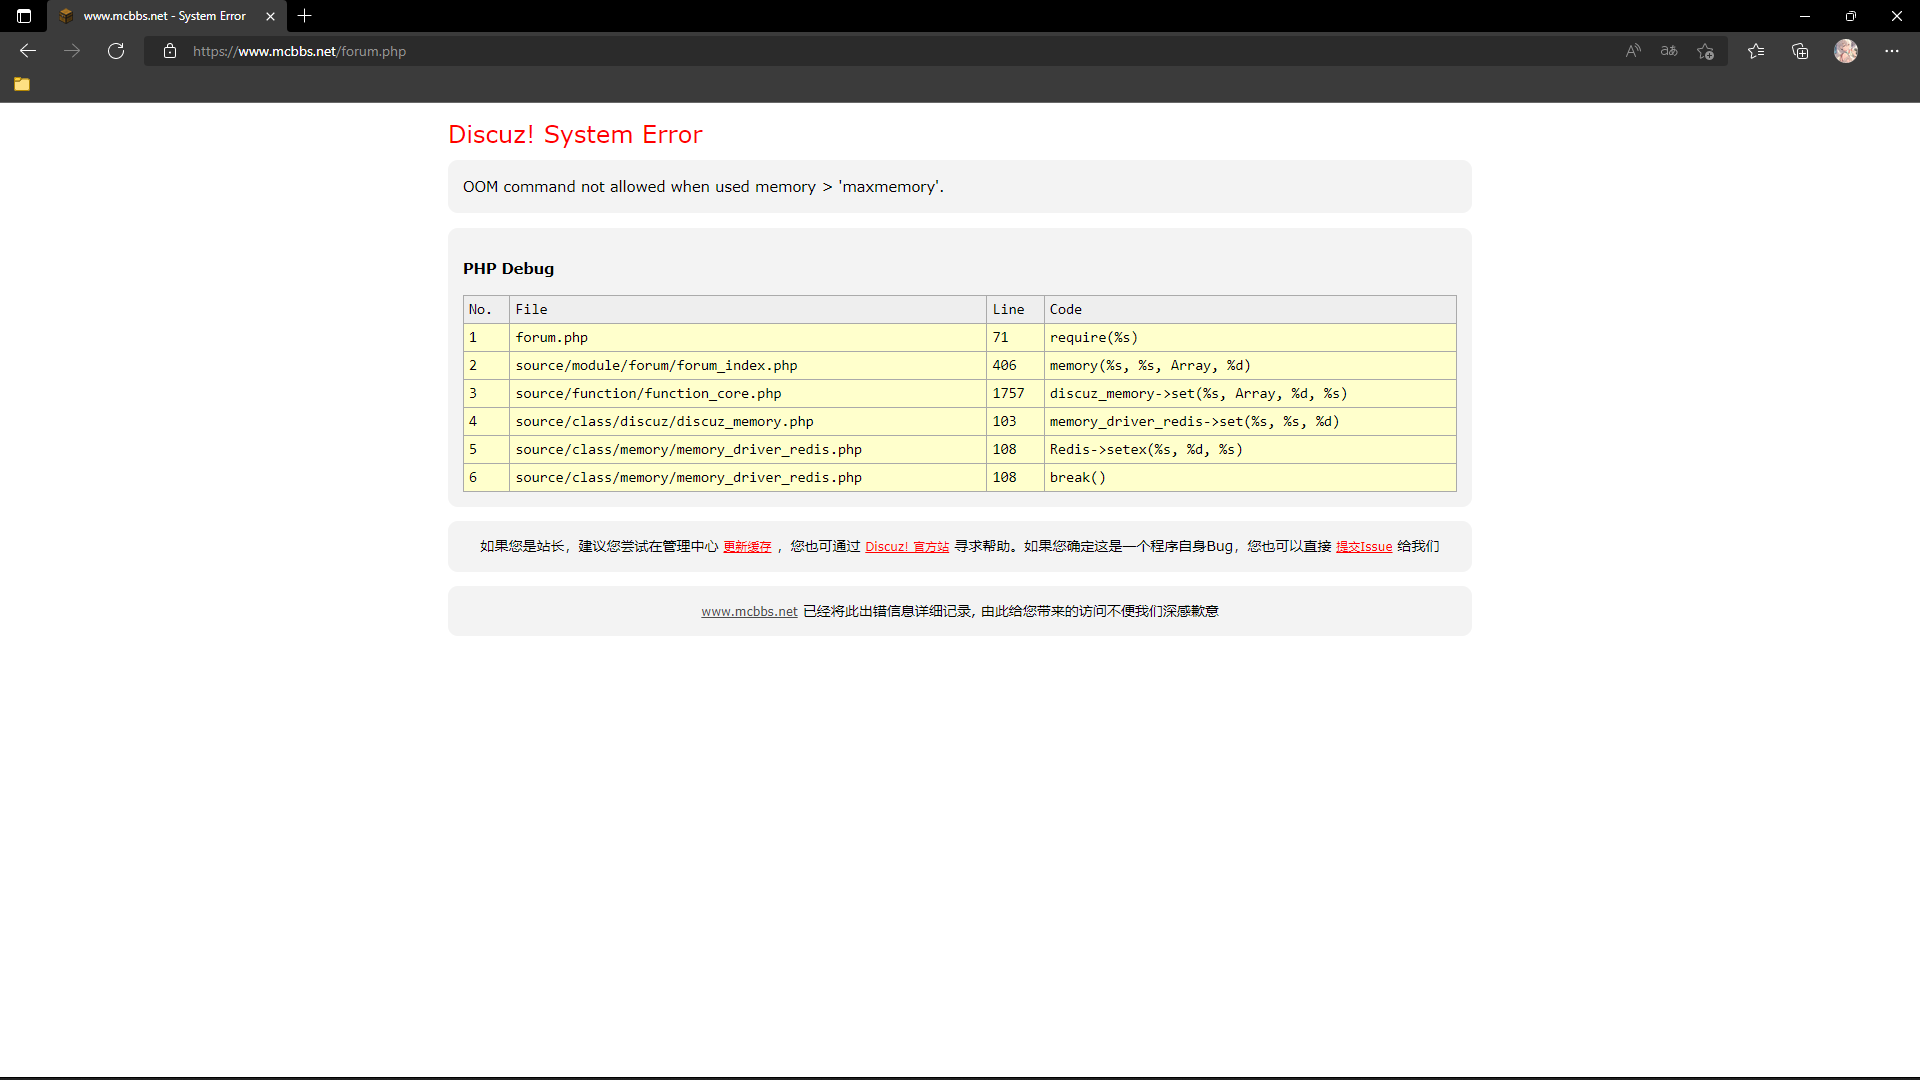 www.mcbbs.net - System Error
https://www.mcbbs.net/forum.php
Discuz! System Error
OOM command not allowed when used memory > 'maxmemory'.
PHP Debug
No. File Line Code
1 forum.php 71 require(%s)
2 source/module/forum/forum_index.php 406 memory(%s, %s, Array, %d)
3 source/function/function_core.php 1757 discuz_memory->set(%s, Array, %d, %s)
4 source/class/discuz/discuz_memory.php 103 memory_driver_redis->set(%s, %s, %d)
5 source/class/memory/memory_driver_redis.php 108 Redis->setex(%s, %d, %s)
6 source/class/memory/memory_driver_redis.php 108 break()
如果您是站长，建议您尝试在管理中心 更新缓存 ，您也可通过 Discuz! 官方站 寻求帮助。如果您确定这是一个程序自身Bug，您也可以直接 提交Issue 给我们
www.mcbbs.net 已经将此出错信息详细记录, 由此给您带来的访问不便我们深感歉意